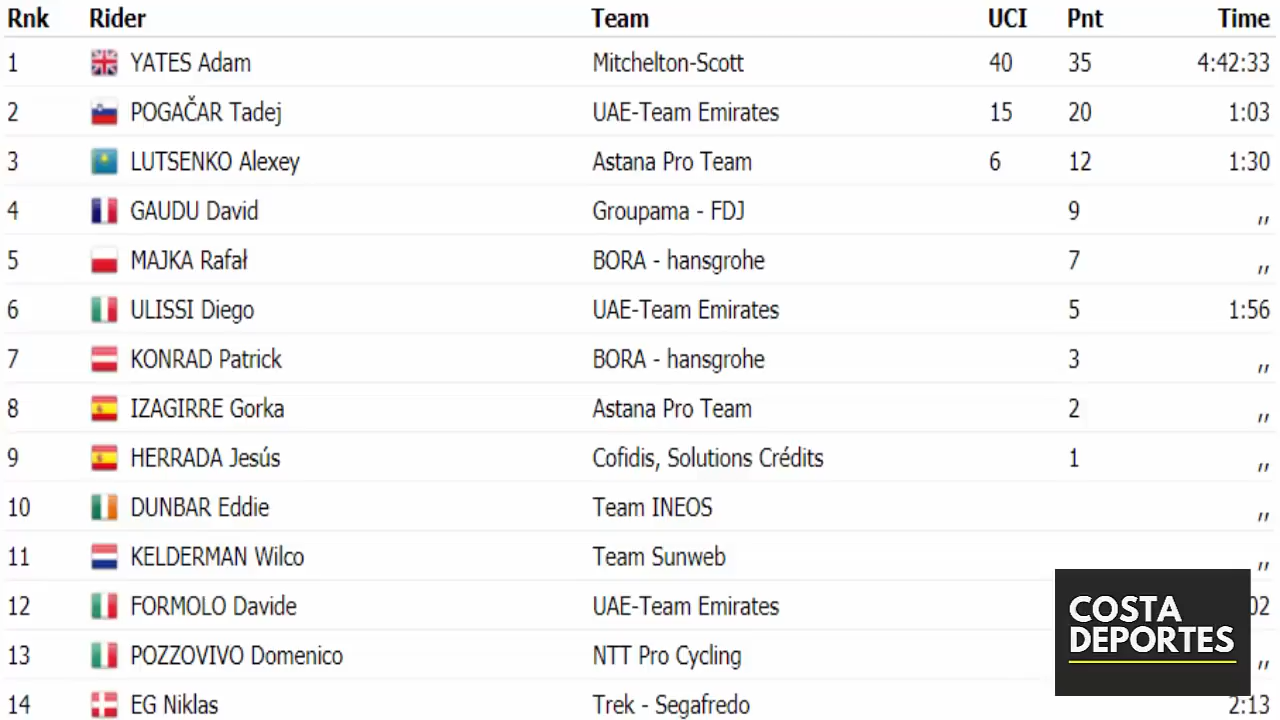 Rnk Rider Team UCI Pnt Time
1 YATES Adam Mitchelton-Scott 40 35 4:42:33
2 POGAČAR Tadej UAE-Team Emirates 15 20 1:03
3 LUTSENKO Alexey Astana Pro Team 6 12 1:30
4 GAUDU David Groupama - FDJ 9 ,,
5 MAJKA Rafał BORA - hansgrohe 7 ,,
6 ULISSI Diego UAE-Team Emirates 5 1:56
7 KONRAD Patrick BORA - hansgrohe 3 ,,
8 IZAGIRRE Gorka Astana Pro Team 2 ,,
9 HERRADA Jesús Cofidis, Solutions Crédits 1 ,,
10 DUNBAR Eddie Team INEOS ,,
11 KELDERMAN Wilco Team Sunweb ,,
12 FORMOLO Davide UAE-Team Emirates 02
13 POZZOVIVO Domenico NTT Pro Cycling ,,
14 EG Niklas Trek - Segafredo 2:13
COSTA
DEPORTES